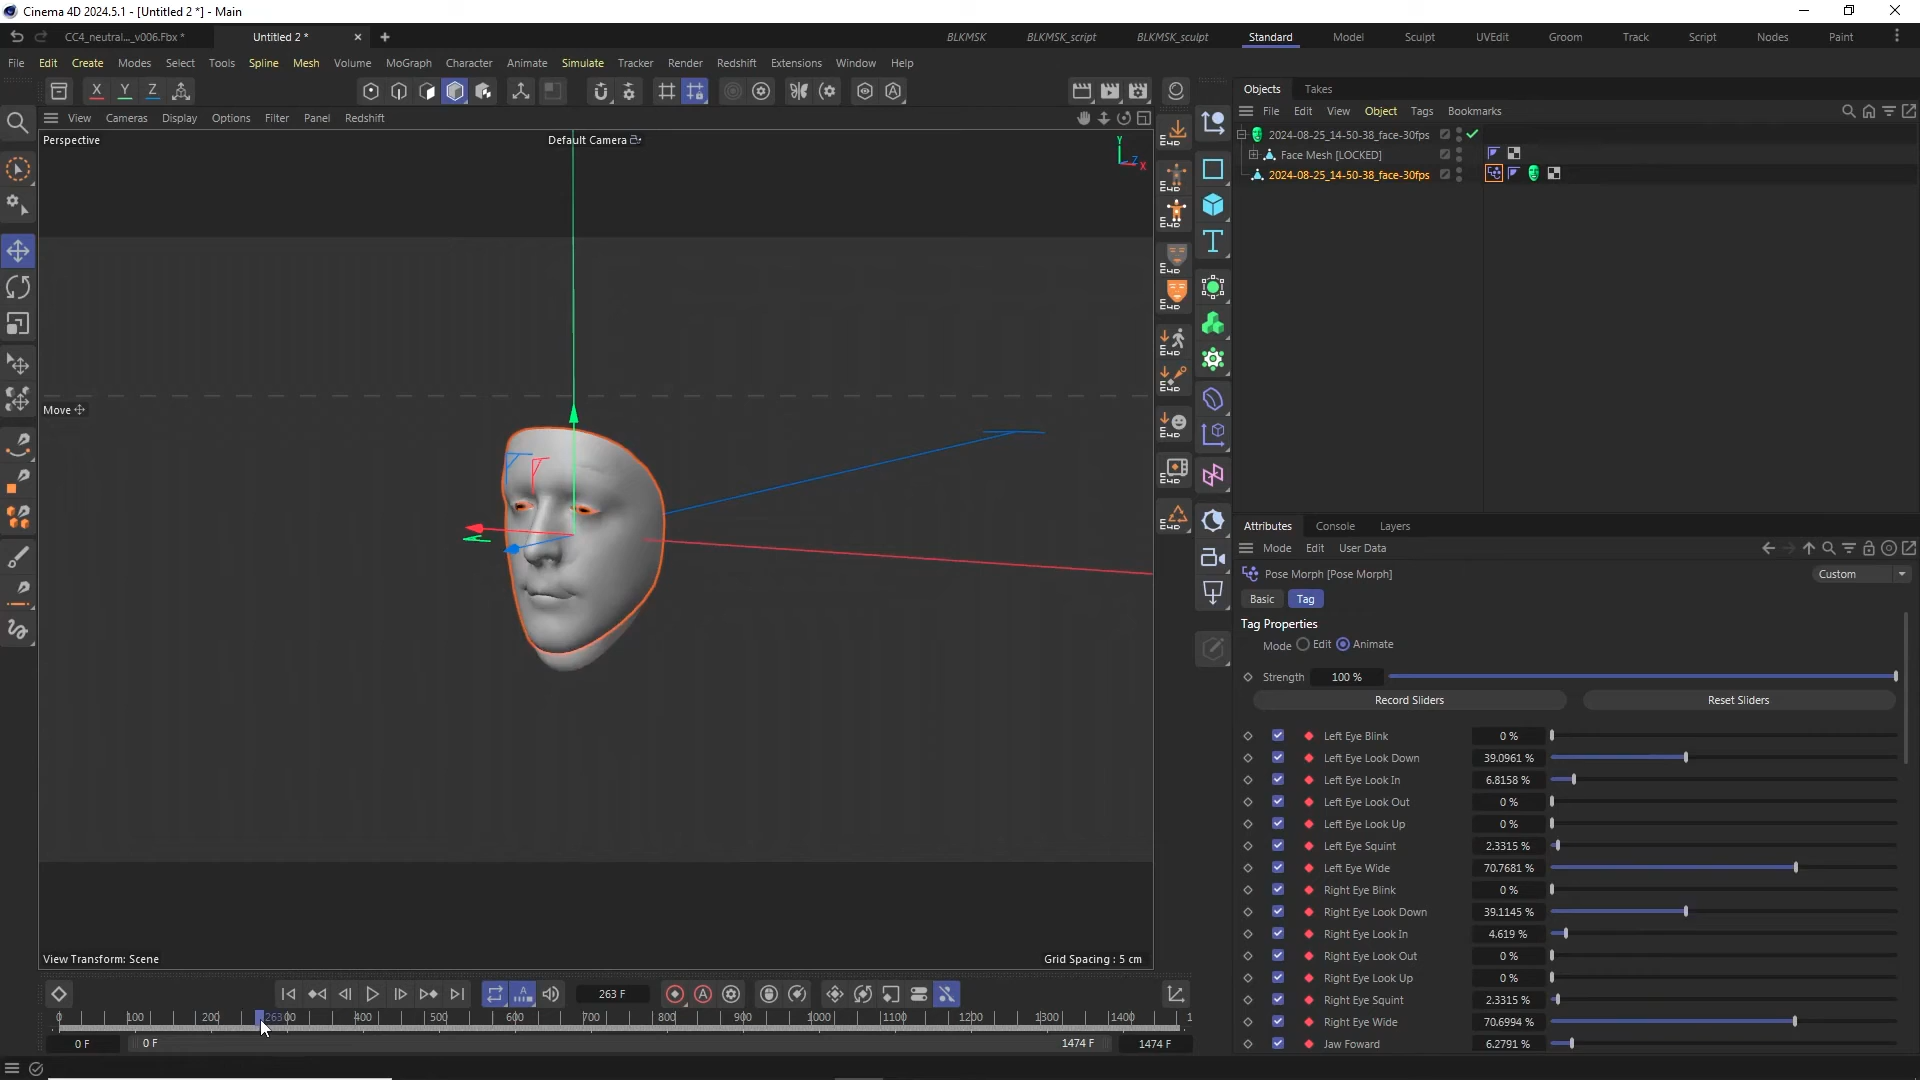 Cinema 4D 2024.5.1 - [Untitled 2 *] - Main
CC4_neutral..._v006.Fbx *
Untitled 2 *
BLKMSK
BLKMSK_script
BLKMSK_sculpt
Standard
Model
Sculpt
UVEdit
Groom
Track
Script
Nodes
Paint
File Edit Create Modes Select Tools Spline Mesh Volume MoGraph Character Animate Simulate Tracker Render Redshift Extensions Window Help
X Y Z
Objects Takes
View Cameras Display Options Filter Panel Redshift
File Edit View Object Tags Bookmarks
Perspective
Default Camera
Y
Z
X
2024-08-25_14-50-38_face-30fps
Face Mesh [LOCKED]
2024-08-25_14-50-38_face-30fps
Move
Attributes Console Layers
Mode Edit User Data
Pose Morph [Pose Morph]
Custom
Basic Tag
Tag Properties
Mode Edit Animate
Strength 100 %
Record Sliders Reset Sliders
Left Eye Blink 0 %
Left Eye Look Down 39.0961 %
Left Eye Look In 6.8158 %
Left Eye Look Out 0 %
Left Eye Look Up 0 %
Left Eye Squint 2.3315 %
Left Eye Wide 70.7681 %
Right Eye Blink 0 %
Right Eye Look Down 39.1145 %
Right Eye Look In 4.619 %
Right Eye Look Out 0 %
Right Eye Look Up 0 %
Right Eye Squint 2.3315 %
Right Eye Wide 70.6994 %
Jaw Foward 6.2791 %
View Transform: Scene
Grid Spacing : 5 cm
263 F
0 100 200 263 00 400 500 600 700 800 900 1000 1100 1200 1300 1400 1
0 F 0 F 1474 F 1474 F